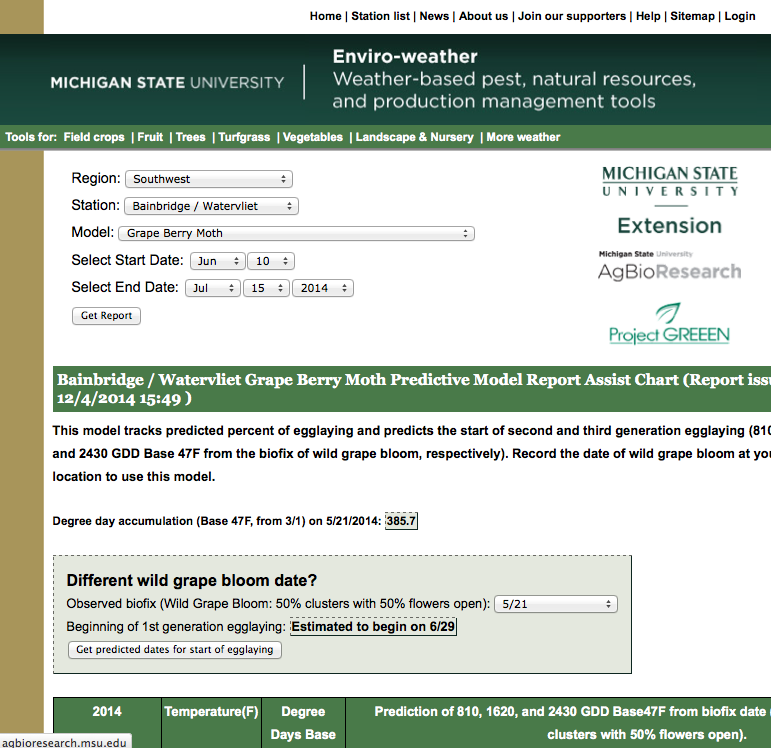 Home | Station list | News | About us | Join our supporters | Help | Sitemap | Login
MICHIGAN STATE UNIVERSITY
Enviro-weather
Weather-based pest, natural resources,
and production management tools
Tools for: Field crops | Fruit | Trees | Turfgrass | Vegetables | Landscape & Nursery | More weather
Region: Southwest
Station: Bainbridge / Watervliet
Model: Grape Berry Moth
Select Start Date: Jun 10
Select End Date: Jul 15 2014
Get Report
MICHIGAN STATE
UNIVERSITY
Extension
Michigan State University
AgBioResearch
Project GREEEN
Bainbridge / Watervliet Grape Berry Moth Predictive Model Report Assist Chart (Report issu
12/4/2014 15:49 )
This model tracks predicted percent of egglaying and predicts the start of second and third generation egglaying (810
and 2430 GDD Base 47F from the biofix of wild grape bloom, respectively). Record the date of wild grape bloom at you
location to use this model.
Degree day accumulation (Base 47F, from 3/1) on 5/21/2014: 385.7
Different wild grape bloom date?
Observed biofix (Wild Grape Bloom: 50% clusters with 50% flowers open): 5/21
Beginning of 1st generation egglaying: Estimated to begin on 6/29
Get predicted dates for start of egglaying
2014 Temperature(F) Degree Prediction of 810, 1620, and 2430 GDD Base47F from biofix date (
Days Base clusters with 50% flowers open).
agbioresearch.msu.edu